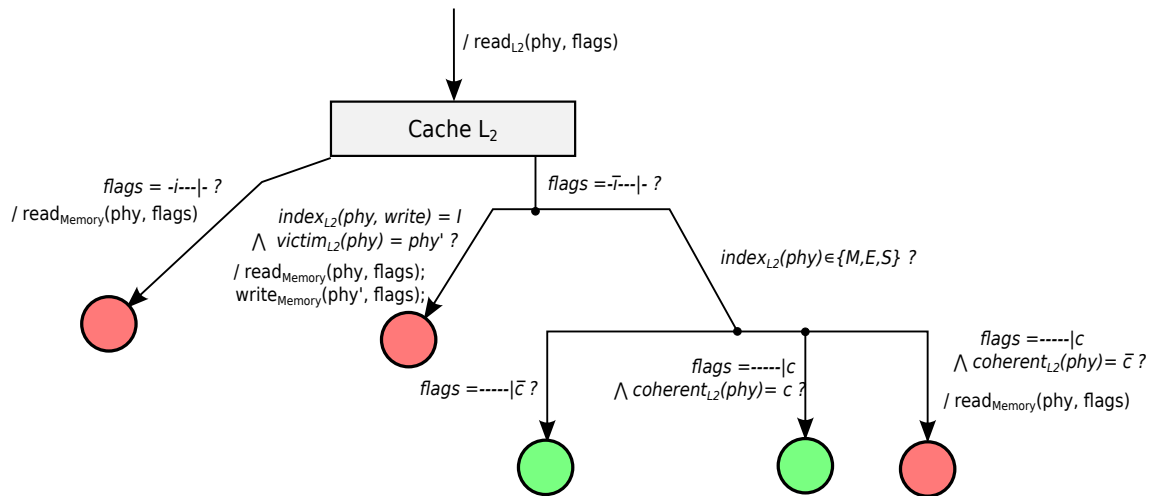 / read_L2(phy, flags)
Cache L_2
flags = -i---|- ?
/ read_Memory(phy, flags)
flags =-i̅---|- ?
index_L2(phy, write) = I
⋀ victim_L2(phy) = phy' ?
/ read_Memory(phy, flags);
write_Memory(phy', flags);
index_L2(phy)∈{M,E,S} ?
flags =-----|c̅ ?
flags =-----|c
⋀ coherent_L2(phy)= c ?
flags =-----|c
⋀ coherent_L2(phy)= c̅ ?
/ read_Memory(phy, flags)